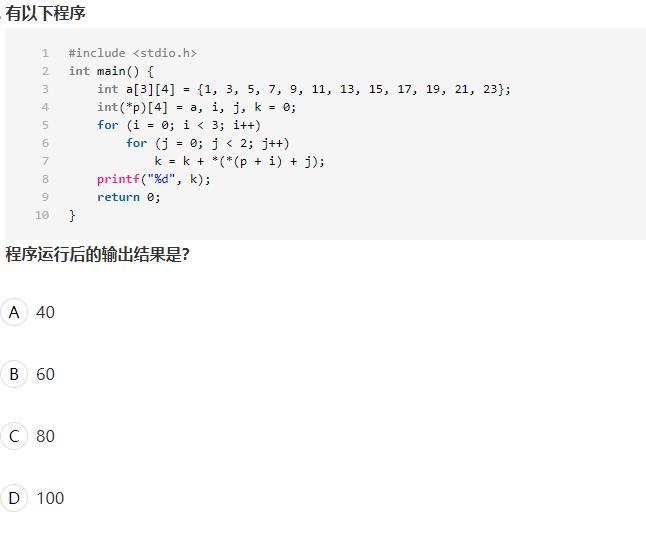 . 有以下程序
1 #include <stdio.h>
2 int main() {
3 int a[3][4] = {1, 3, 5, 7, 9, 11, 13, 15, 17, 19, 21, 23};
4 int(*p)[4] = a, i, j, k = 0;
5 for (i = 0; i < 3; i++)
6 for (j = 0; j < 2; j++)
7 k = k + *(*(p + i) + j);
8 printf("%d", k);
9 return 0;
10 }
程序运行后的输出结果是?
A 40
B 60
C 80
D 100